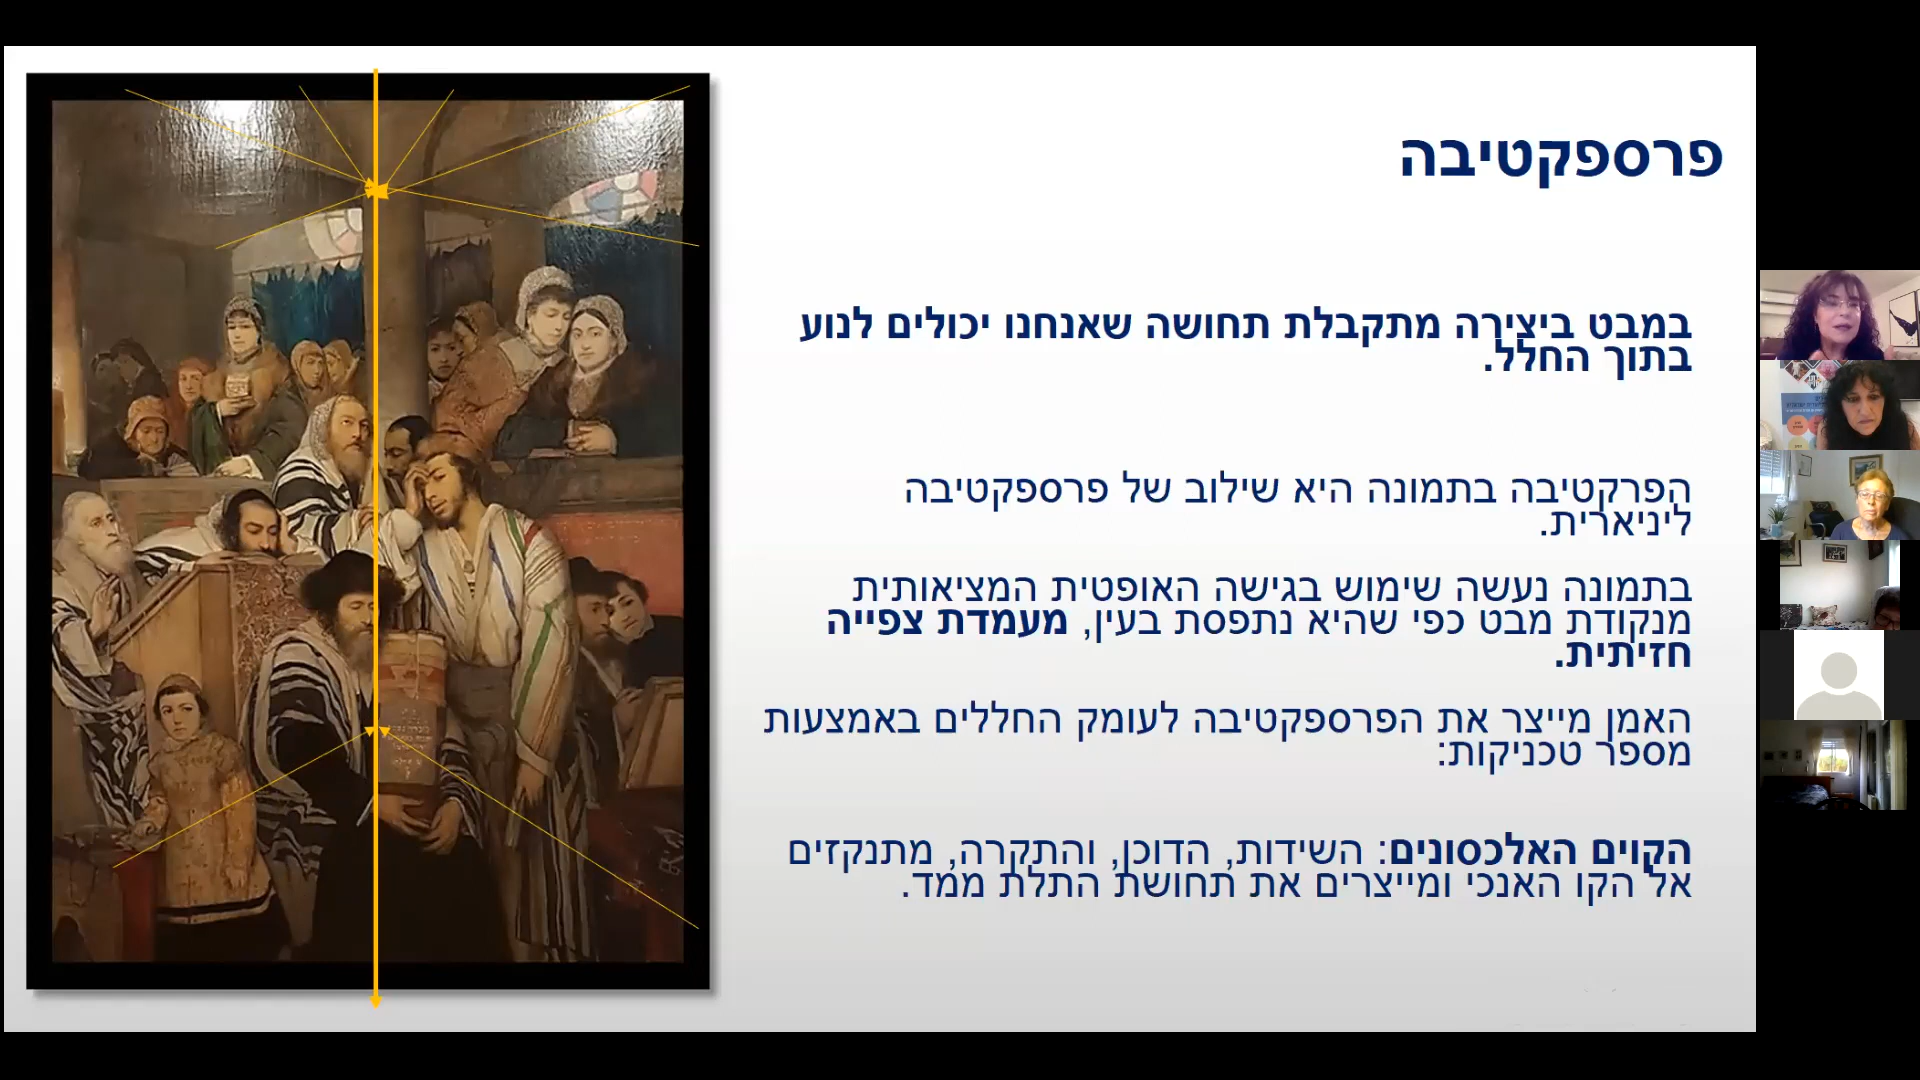 פרספקטיבה
במבט ביצירה מתקבלת תחושה שאנחנו יכולים לנוע
בתוך החלל.
הפרקטיבה בתמונה היא שילוב של פרספקטיבה
ליניארית.
בתמונה נעשה שימוש בגישה האופטית המציאותית
מנקודת מבט כפי שהיא נתפסת בעין, מעמדת צפייה
חזיתית.
האמן מייצר את הפרספקטיבה לעומק החללים באמצעות
מספר טכניקות:
הקוים האלכסונים: השידות, הדוכן, והתקרה, מתנקזים
אל הקו האנכי ומייצרים את תחושת התלת ממד.